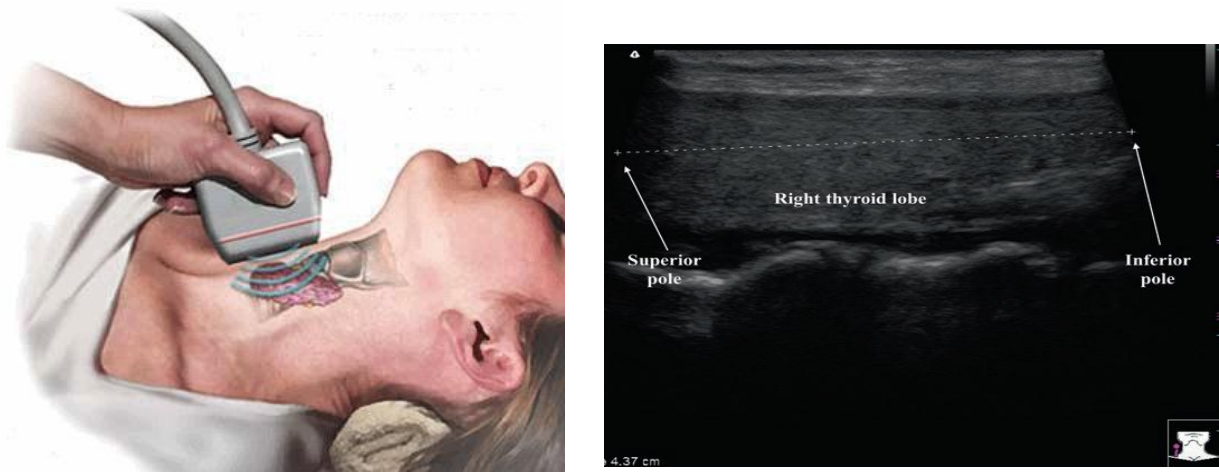 Right thyroid lobe
Superior
pole
Inferior
pole
4.37 cm